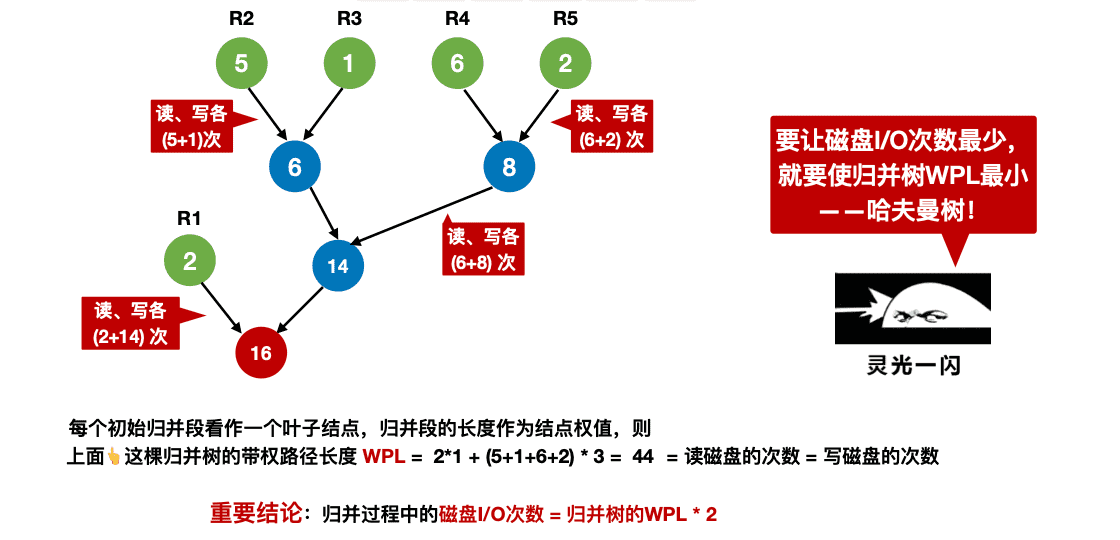 R2 R3 R4 R5
5 1 6 2
读、写各
(5+1)次
读、写各
(6+2) 次
6 8
R1
2
读、写各
(6+8) 次
14
读、写各
(2+14) 次
16
要让磁盘I/O次数最少，
就要使归并树WPL最小
——哈夫曼树！
灵光一闪
每个初始归并段看作一个叶子结点，归并段的长度作为结点权值，则
上面👆这棵归并树的带权路径长度 WPL = 2*1 + (5+1+6+2) * 3 = 44 = 读磁盘的次数 = 写磁盘的次数
重要结论：归并过程中的磁盘I/O次数 = 归并树的WPL * 2